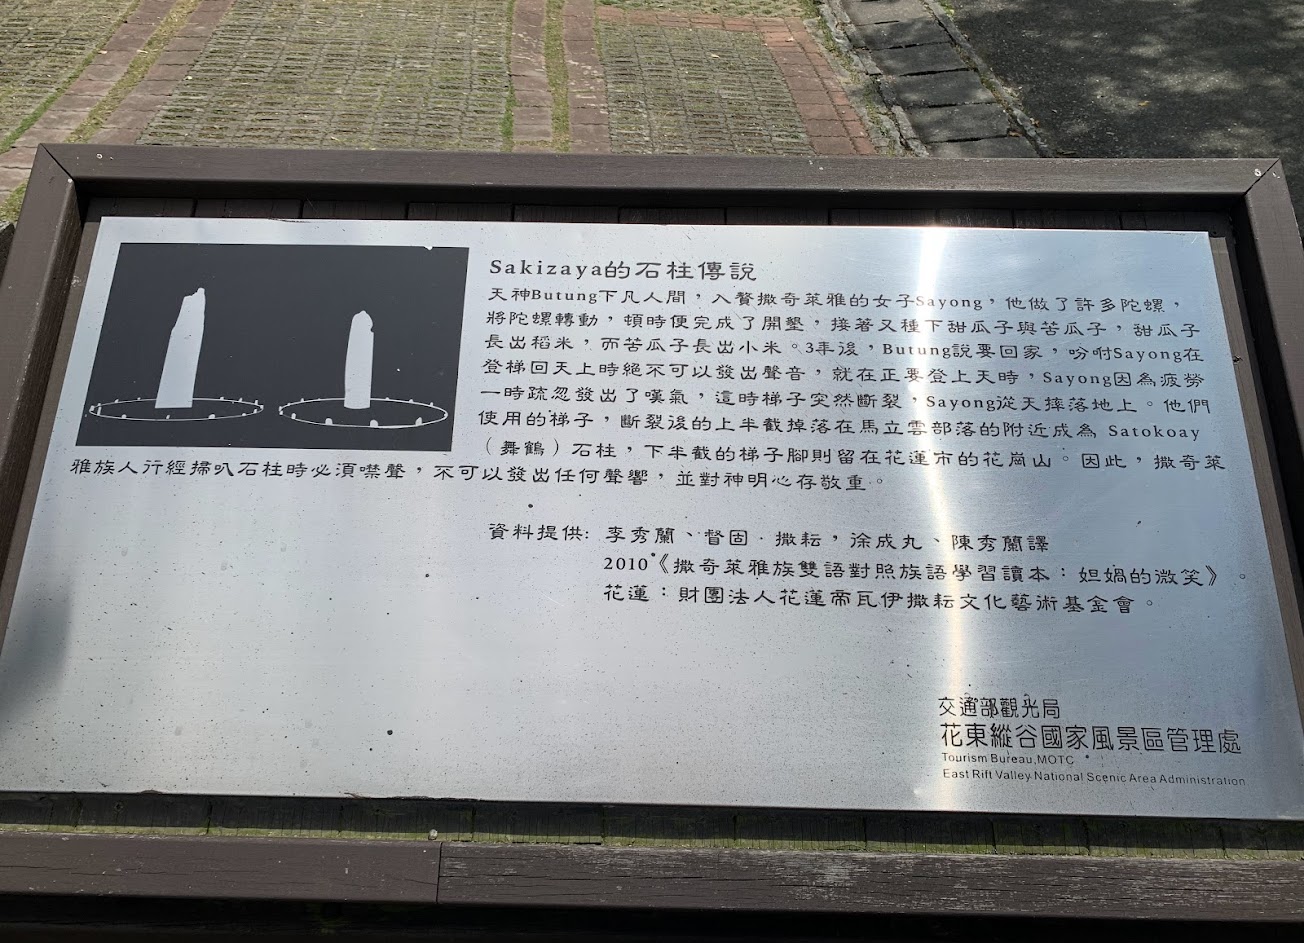 Sakizaya的石柱傳說
天神Butung下凡人間，入贅撒奇萊雅的女子Sayong，他做了許多陀螺，
將陀螺轉動，頓時便完成了開墾，接著又種下甜瓜子與苦瓜子，甜瓜子
長出稻米，而苦瓜子長出小米。3年後，Butung說要回家，吩咐Sayong在
登梯回天上時絕不可以發出聲音，就在正要登上天時，Sayong因為疲勞
一時疏忽發出了嘆氣，這時梯子突然斷裂，Sayong從天摔落地上。他們
使用的梯子，斷裂後的上半截掉落在馬立雲部落的附近成為 Satokoay
（舞鶴）石柱，下半截的梯子腳則留在花蓮市的花崗山。因此，撒奇萊
雅族人行經掃叭石柱時必須噤聲，不可以發出任何聲響，並對神明心存敬重。
資料提供: 李秀蘭、督固．撒耘，徐成丸、陳秀蘭譯
2010《撒奇萊雅族雙語對照族語學習讀本：妲媧的微笑》。
花蓮：財團法人花蓮帝瓦伊撒耘文化藝術基金會。
交通部觀光局
花東縱谷國家風景區管理處
Tourism Bureau,MOTC
East Rift Valley National Scenic Area Administration